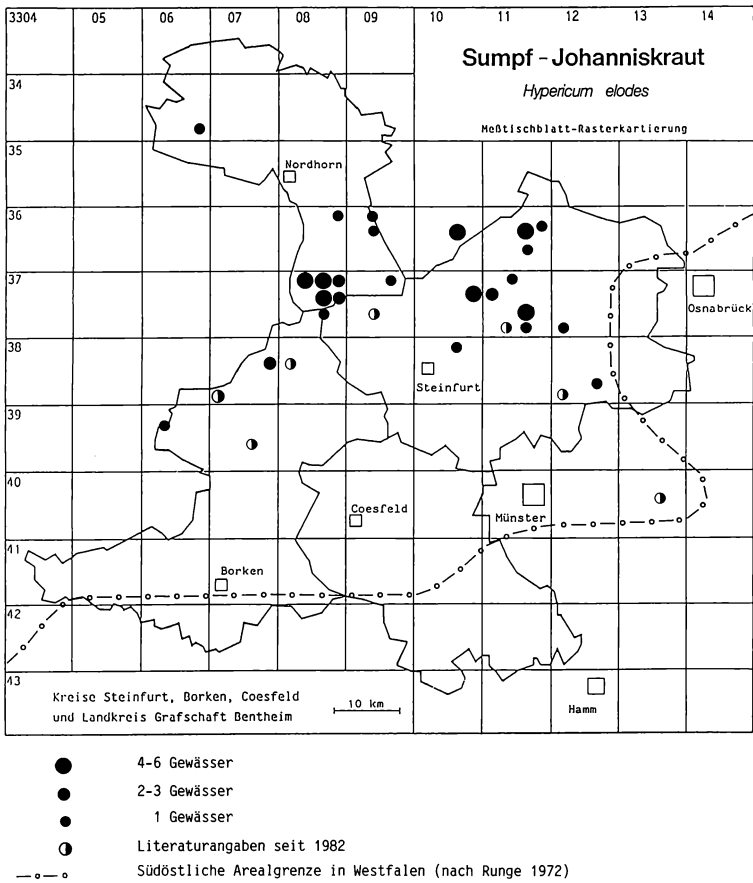 3304 05 06 07 08 09 10 11 12 13 14
Sumpf - Johanniskraut
Hypericum elodes
Meßtischblatt-Rasterkartierung
34
35
Nordhorn
36
37
Osnabrück
38
Steinfurt
39
40
Coesfeld
Münster
41
Borken
42
43
Kreise Steinfurt, Borken, Coesfeld
und Landkreis Grafschaft Bentheim
10 km
Hamm
4-6 Gewässer
2-3 Gewässer
1 Gewässer
Literaturangaben seit 1982
Südöstliche Arealgrenze in Westfalen (nach Runge 1972)